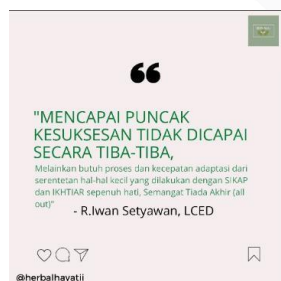 "MENCAPAI PUNCAK
KESUKSESAN TIDAK DICAPAI
SECARA TIBA-TIBA,
Melainkan butuh proses dan kecepatan adaptasi dari
serentetan hal-hal kecil yang dilakukan dengan SIKAP
dan IKHTIAR sepenuh hati, Semangat Tiada Akhir (all
out)"
- R.Iwan Setyawan, LCED
@herbalhayatii